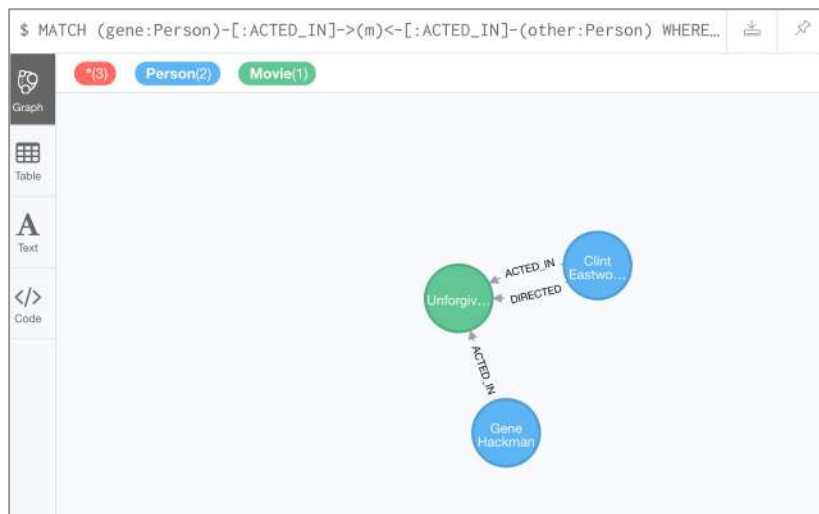 $ MATCH (gene:Person)-[:ACTED_IN]->(m)<-[:ACTED_IN]-(other:Person) WHERE…
*(3) Person(2) Movie(1)
Graph
Table
A
Text
</>
Code
ACTED_IN
Clint
Eastwo…
Unforgiv…
DIRECTED
ACTED_IN
Gene
Hackman